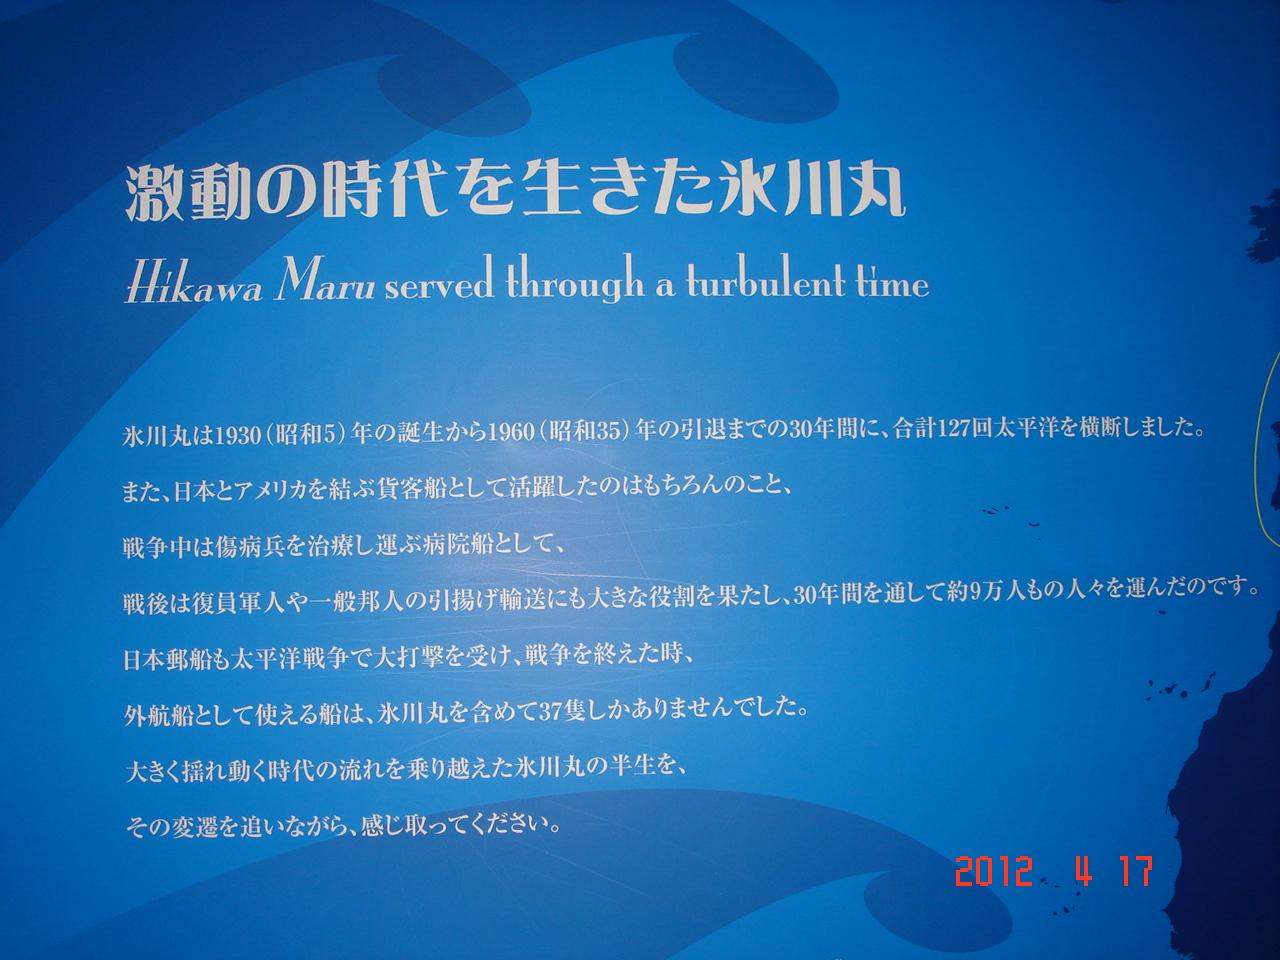 激動の時代を生きた氷川丸
Hikawa Maru served through a turbulent time
氷川丸は1930（昭和5）年の誕生から1960（昭和35）年の引退までの30年間に、合計127回太平洋を横断しました。
また、日本とアメリカを結ぶ貨客船として活躍したのはもちろんのこと、
戦争中は傷病兵を治療し運ぶ病院船として、
戦後は復員軍人や一般邦人の引揚げ輸送にも大きな役割を果たし、30年間を通して約9万人もの人々を運んだのです。
日本郵船も太平洋戦争で大打撃を受け、戦争を終えた時、
外航船として使える船は、氷川丸を含めて37隻しかありませんでした。
大きく揺れ動く時代の流れを乗り越えた氷川丸の半生を、
その変遷を追いながら、感じ取ってください。
2012 4 17